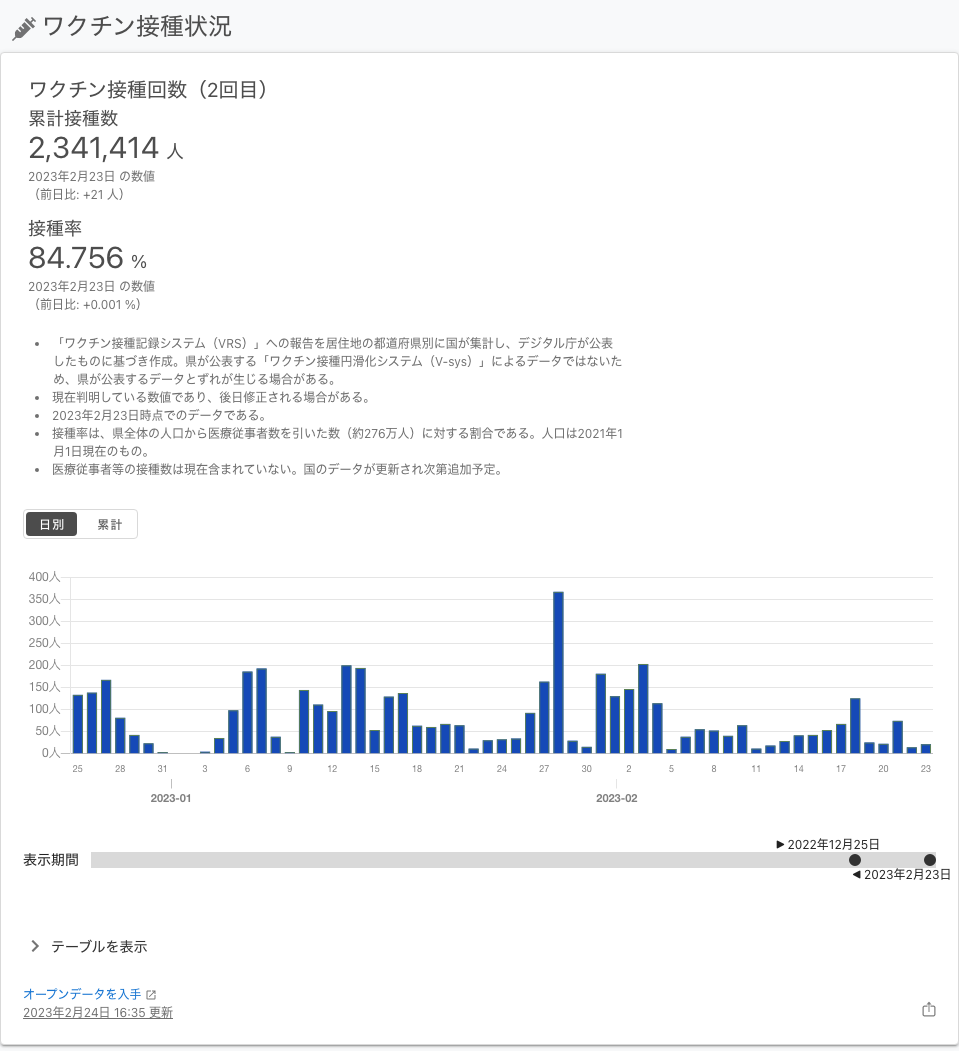 ワクチン接種状況
ワクチン接種回数（2回目）
累計接種数
2,341,414 人
2023年2月23日 の数値
（前日比: +21 人）
接種率
84.756 %
2023年2月23日 の数値
（前日比: +0.001 %）
• 「ワクチン接種記録システム（VRS）」への報告を居住地の都道府県別に国が集計し、デジタル庁が公表
したものに基づき作成。県が公表する「ワクチン接種円滑化システム（V-sys）」によるデータではないた
め、県が公表するデータとずれが生じる場合がある。
• 現在判明している数値であり、後日修正される場合がある。
• 2023年2月23日時点でのデータである。
• 接種率は、県全体の人口から医療従事者数を引いた数（約276万人）に対する割合である。人口は2021年1
月1日現在のもの。
• 医療従事者等の接種数は現在含まれていない。国のデータが更新され次第追加予定。
日別 累計
400人
350人
300人
250人
200人
150人
100人
50人
0人
25 28 31 3 6 9 12 15 18 21 24 27 30 2 5 8 11 14 17 20 23
2023-01 2023-02
▶ 2022年12月25日
表示期間
◀ 2023年2月23日
テーブルを表示
オープンデータを入手
2023年2月24日 16:35 更新